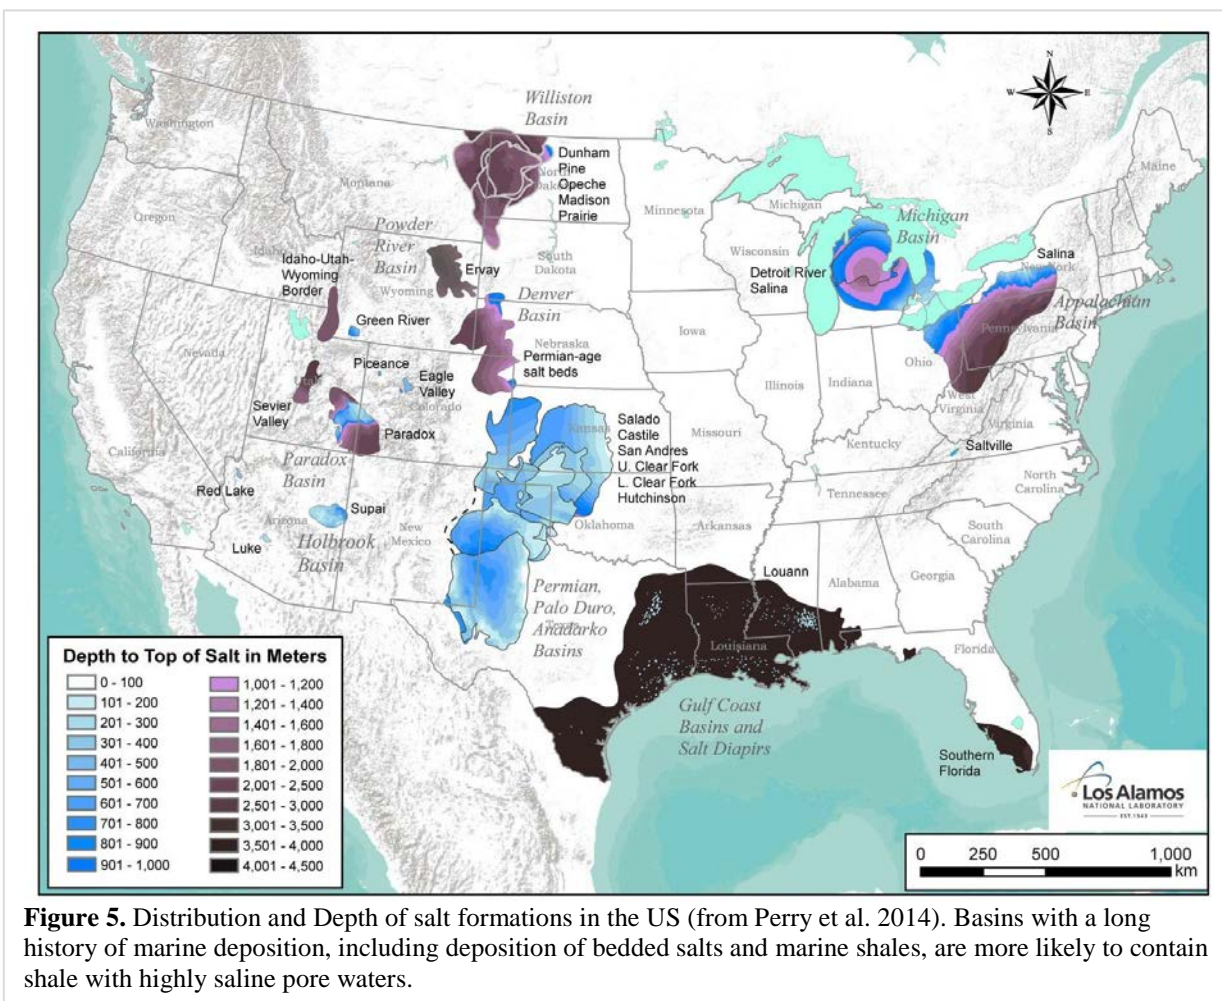 N
W
E
S
Williston
Basin
Washington
Dunham
Pine
Opeche
Madison
Prairie
North
Dakota
Maine
Montana
Oregon
Minnesota
Michigan
Michigan
Basin
Powder
River
Basin
Idaho
Idaho-Utah-
Wyoming
Border
Ervay
South
Dakota
Wisconsin
Detroit River
Salina
Salina
New York
Wyoming
Denver
Basin
Appalachian
Basin
Green River
Iowa
Pennsylvania
Nevada
Nebraska
Permian-age
salt beds
Piceance
Ohio
Utah
Eagle
Valley
Colorado
Illinois
Indiana
West
Virginia
Sevier
Valley
Paradox
Kansas
Salado
Castile
San Andres
U. Clear Fork
L. Clear Fork
Hutchinson
Missouri
Kentucky
Virginia
Saltville
California
Paradox
Basin
Red Lake
Supai
Arizona
Luke
Holbrook
Basin
New
Mexico
Oklahoma
Arkansas
Tennessee
North
Carolina
South
Carolina
Louann
Alabama
Georgia
Permian,
Palo Duro,
Anadarko
Basins
Texas
Louisiana
Florida
Gulf Coast
Basins and
Salt Diapirs
Southern
Florida
Depth to Top of Salt in Meters
0 - 100
101 - 200
201 - 300
301 - 400
401 - 500
501 - 600
601 - 700
701 - 800
801 - 900
901 - 1,000
1,001 - 1,200
1,201 - 1,400
1,401 - 1,600
1,601 - 1,800
1,801 - 2,000
2,001 - 2,500
2,501 - 3,000
3,001 - 3,500
3,501 - 4,000
4,001 - 4,500
Los Alamos
NATIONAL LABORATORY
EST. 1943
0 250 500 1,000
km
Figure 5. Distribution and Depth of salt formations in the US (from Perry et al. 2014). Basins with a long
history of marine deposition, including deposition of bedded salts and marine shales, are more likely to contain
shale with highly saline pore waters.